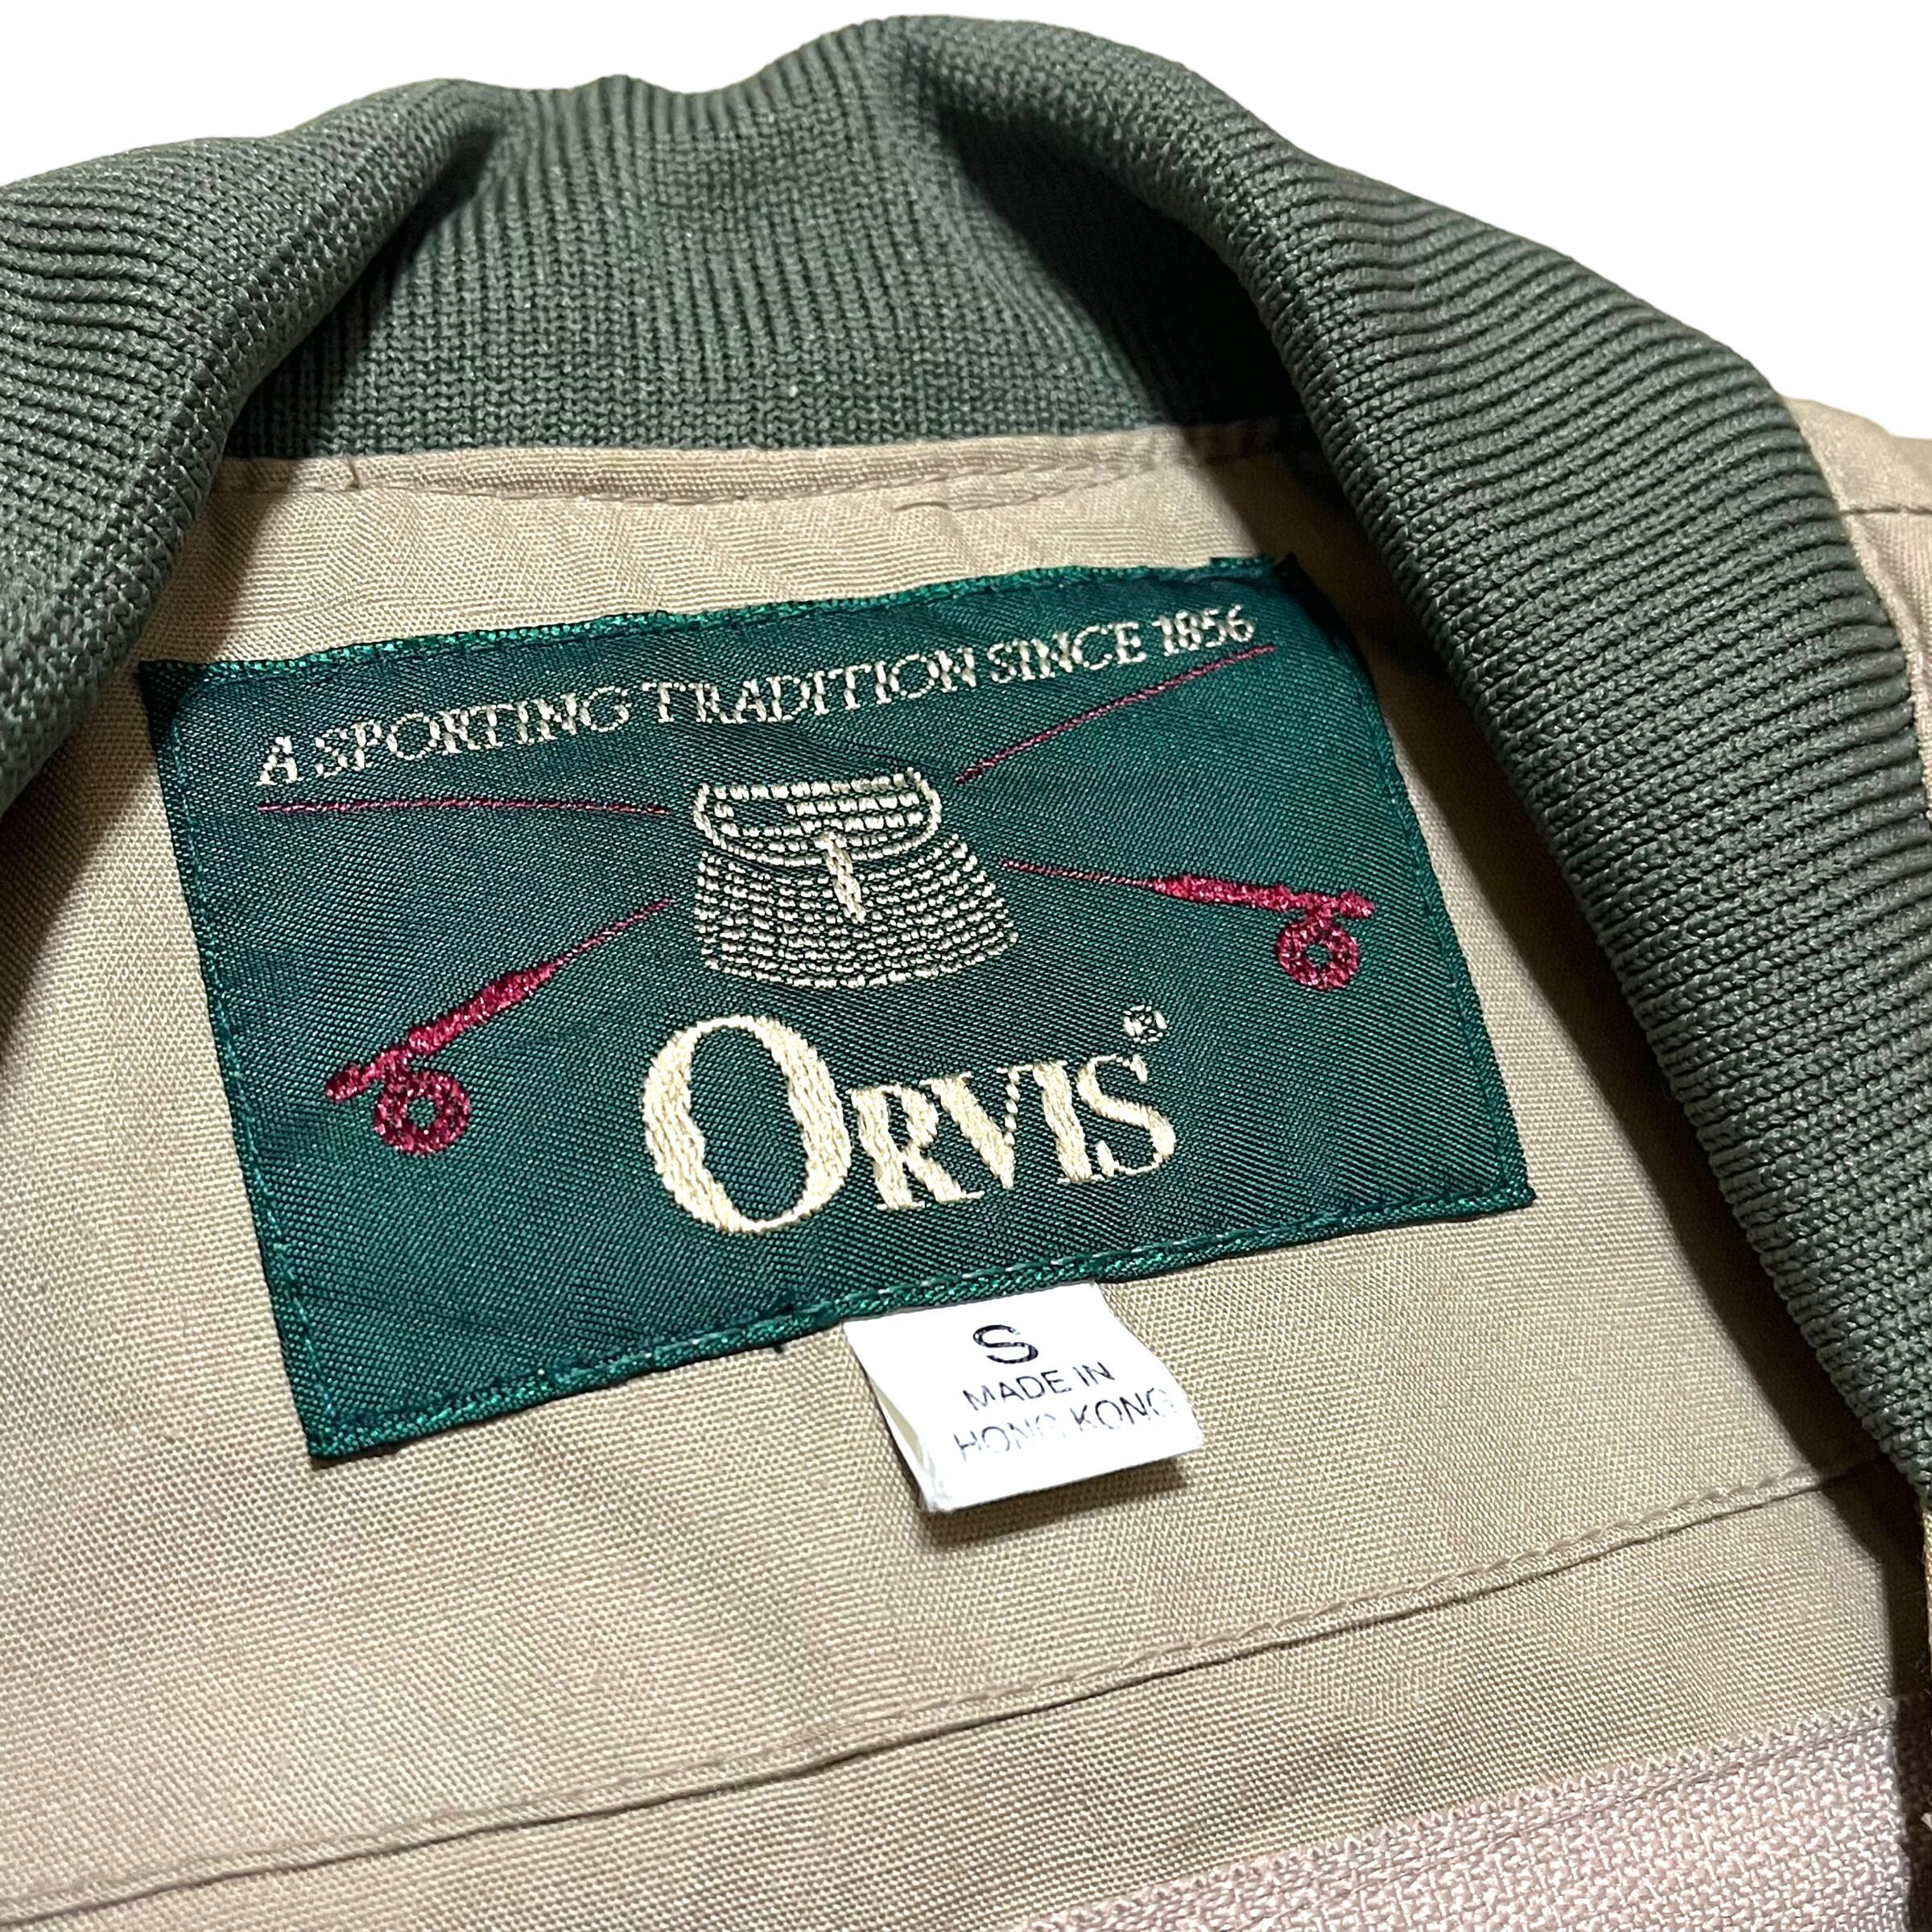 A SPORTING TRADITION SINCE 1856
ORVIS®
S
MADE IN
HONG KONG